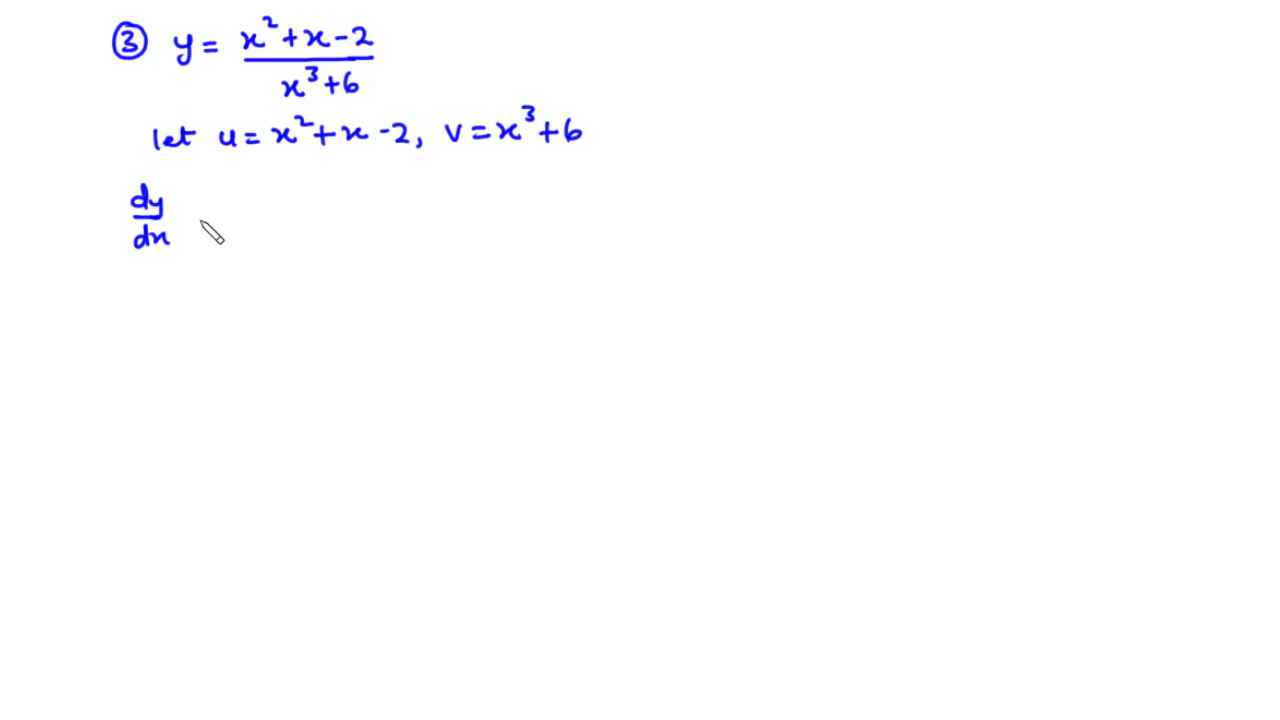 ③ y = (x²+x-2)/(x³+6)
let u = x²+x-2, v = x³+6
dy/dx